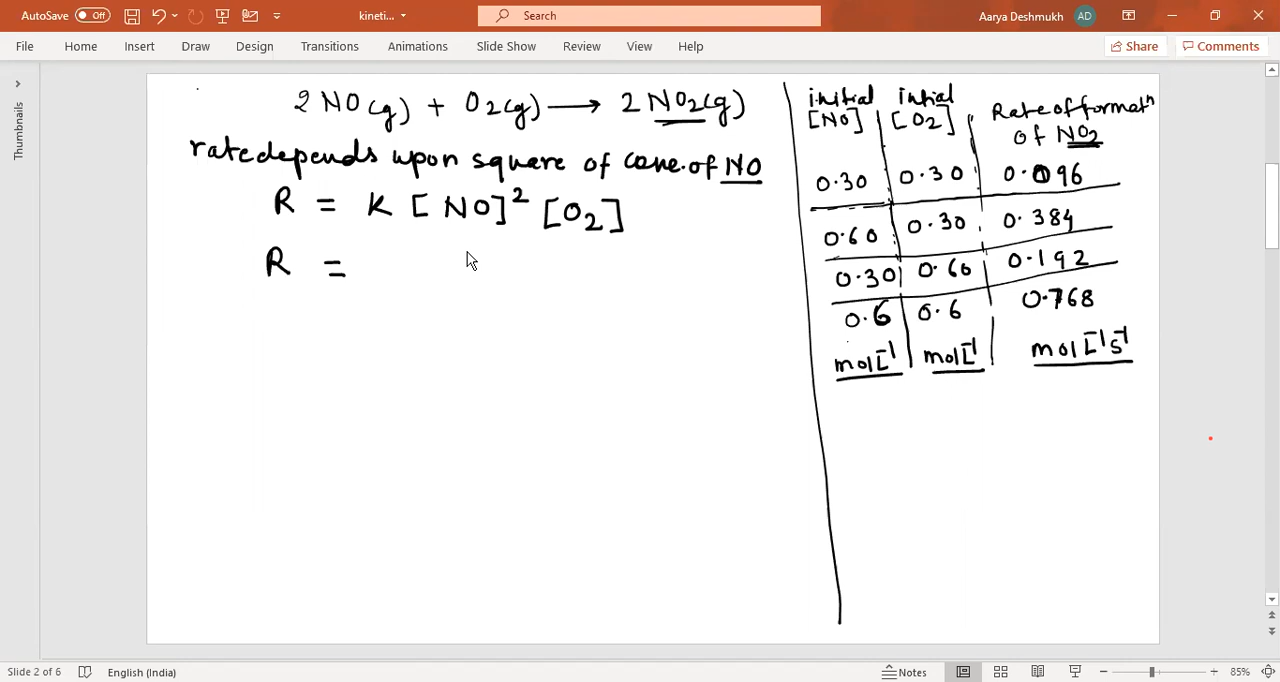 AutoSave Off kineti... Search Aarya Deshmukh AD
File Home Insert Draw Design Transitions Animations Slide Show Review View Help Share Comments
Thumbnails
2 NO(g) + O2(g) ⟶ 2 NO2(g)
rate depends upon square of conc. of NO
R = K [NO]² [O2]
R =
initial [NO] intial [O2] Rate of formatⁿ of NO2
0.30 0.30 0.096
0.60 0.30 0.384
0.30 0.60 0.192
0.6 0.6 0.768
mol L⁻¹ mol L⁻¹ mol L⁻¹ s⁻¹
Slide 2 of 6 English (India) Notes 85%